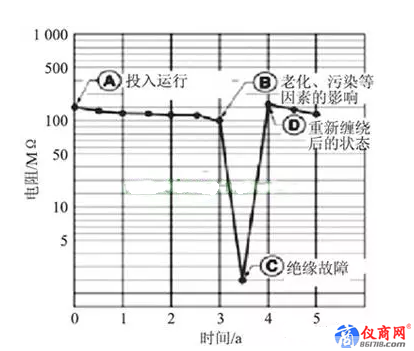 1 000
500
100
50
10
5
电阻/MΩ
A 投入运行
B 老化、污染等
因素的影响
D 重新缠绕
后的状态
C 绝缘故障
0 1 2 3 4 5
时间/a
商 仪商网
861718.com